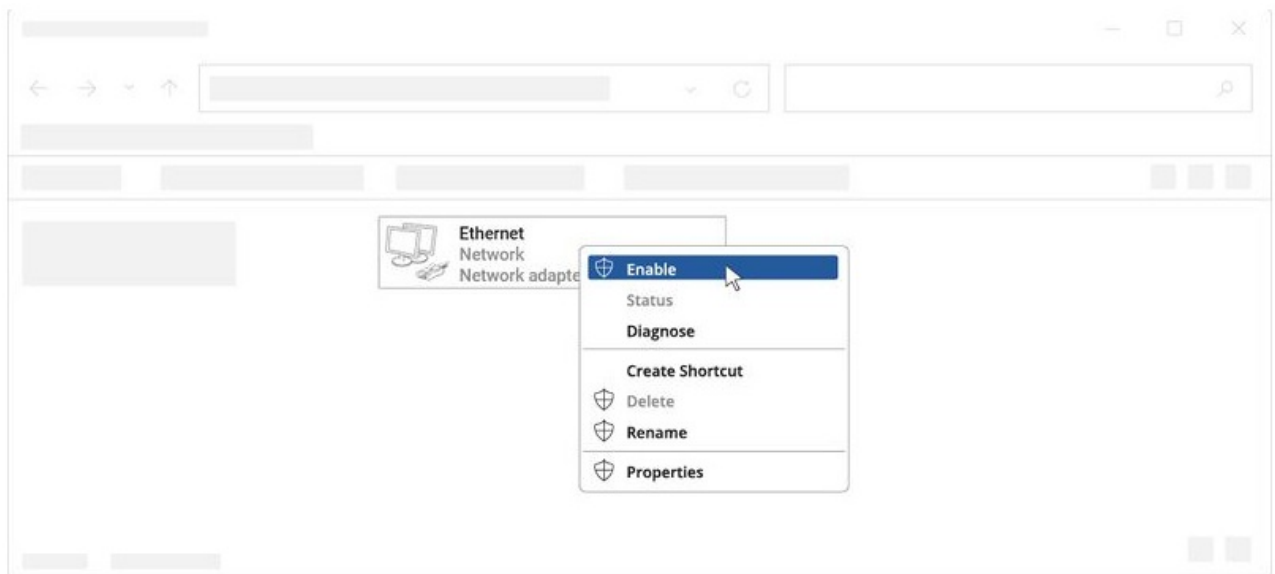 Ethernet
Network
Network adapte
Enable
Status
Diagnose
Create Shortcut
Delete
Rename
Properties